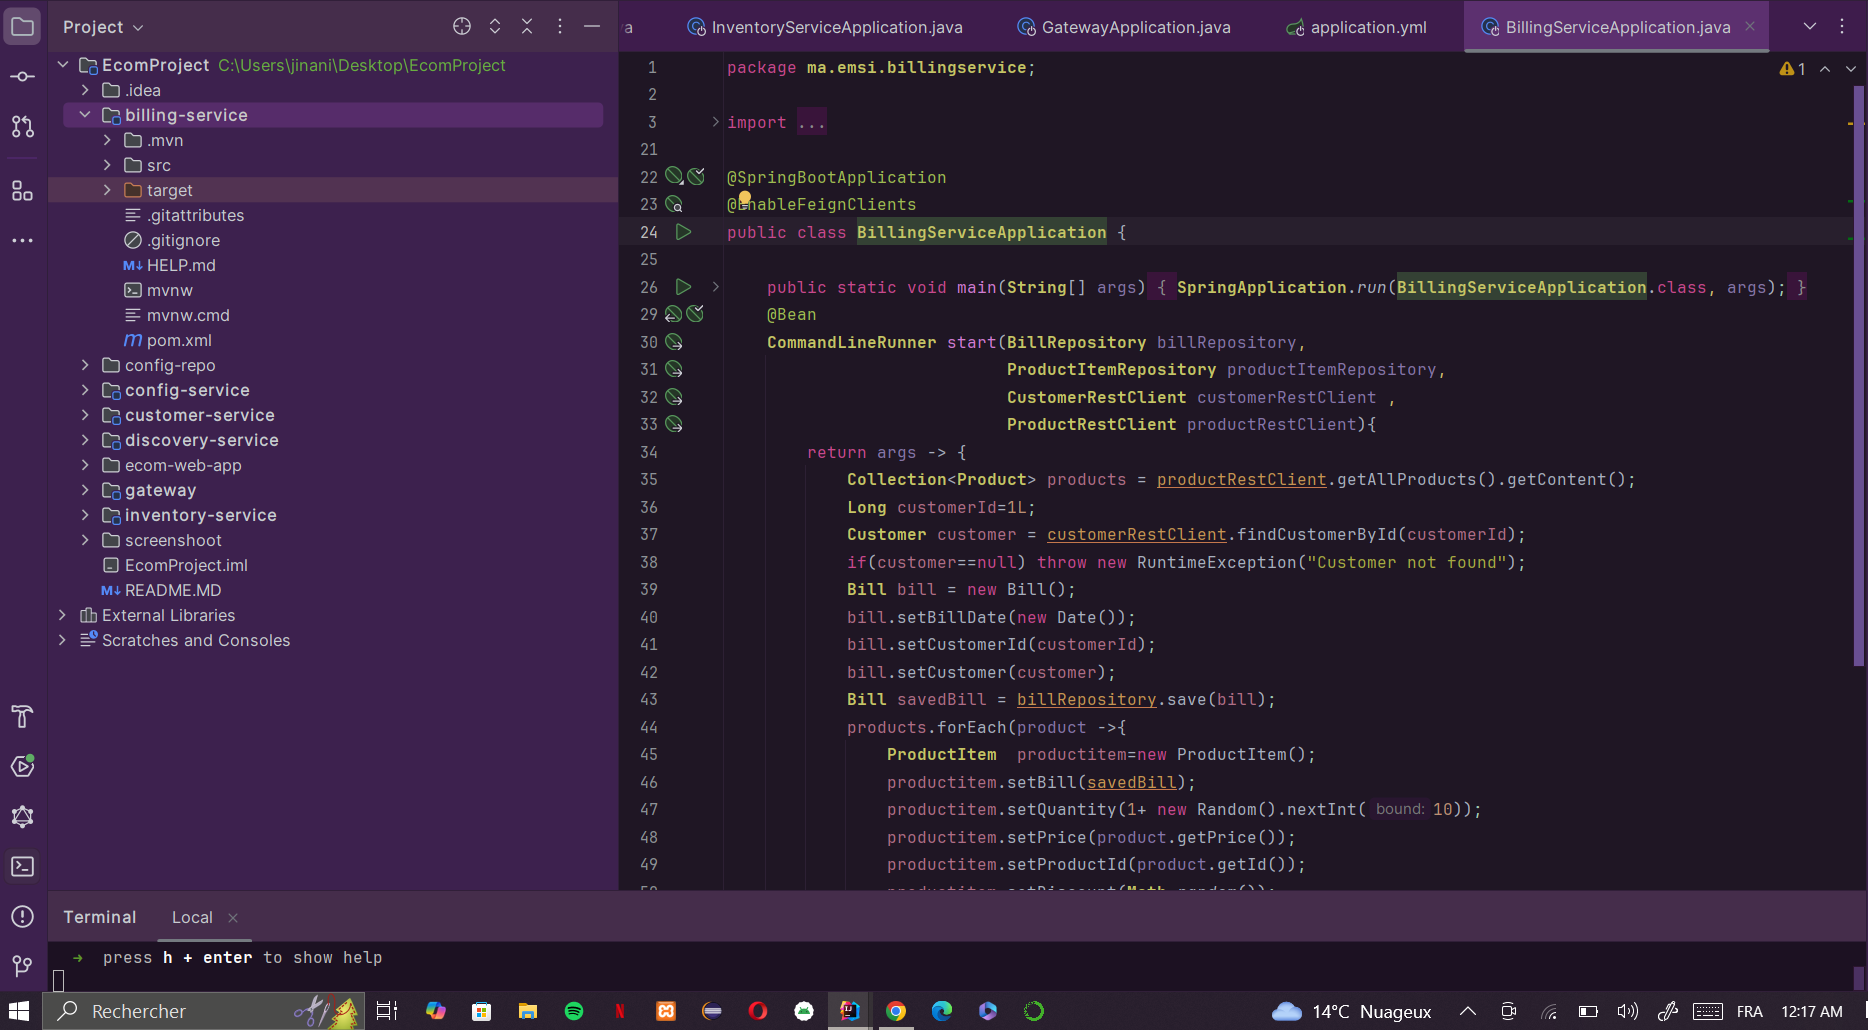 Project
EcomProject C:\Users\jinani\Desktop\EcomProject
.idea
billing-service
.mvn
src
target
.gitattributes
.gitignore
M↓ HELP.md
mvnw
mvnw.cmd
m pom.xml
config-repo
config-service
customer-service
discovery-service
ecom-web-app
gateway
inventory-service
screenshoot
EcomProject.iml
M↓ README.MD
External Libraries
Scratches and Consoles
va InventoryServiceApplication.java GatewayApplication.java application.yml BillingServiceApplication.java
1 package ma.emsi.billingservice; 1
2
3 import ...
21
22 @SpringBootApplication
23 @EnableFeignClients
24 public class BillingServiceApplication {
25
26 public static void main(String[] args) { SpringApplication.run(BillingServiceApplication.class, args); }
29 @Bean
30 CommandLineRunner start(BillRepository billRepository,
31 ProductItemRepository productItemRepository,
32 CustomerRestClient customerRestClient ,
33 ProductRestClient productRestClient){
34 return args -> {
35 Collection<Product> products = productRestClient.getAllProducts().getContent();
36 Long customerId=1L;
37 Customer customer = customerRestClient.findCustomerById(customerId);
38 if(customer==null) throw new RuntimeException("Customer not found");
39 Bill bill = new Bill();
40 bill.setBillDate(new Date());
41 bill.setCustomerId(customerId);
42 bill.setCustomer(customer);
43 Bill savedBill = billRepository.save(bill);
44 products.forEach(product ->{
45 ProductItem productitem=new ProductItem();
46 productitem.setBill(savedBill);
47 productitem.setQuantity(1+ new Random().nextInt( bound: 10));
48 productitem.setPrice(product.getPrice());
49 productitem.setProductId(product.getId());
50 productitem.setDiscount(Math.random());
Terminal Local
➜ press h + enter to show help
Rechercher 14°C Nuageux FRA 12:17 AM